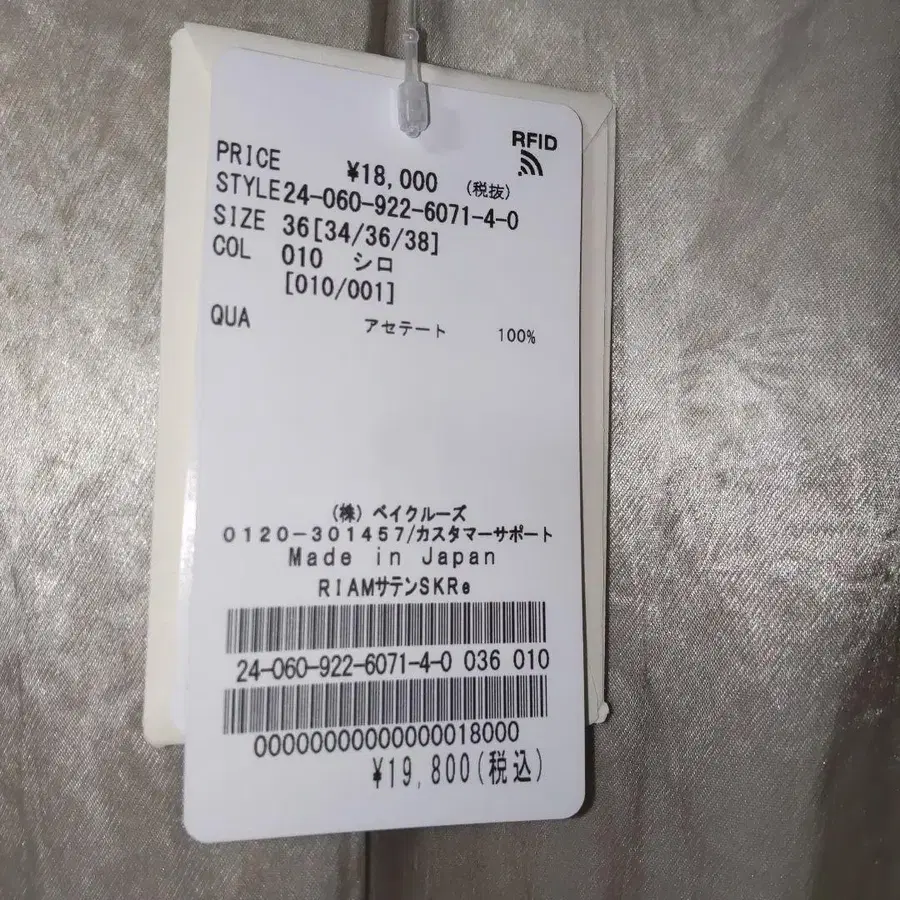 RFID
PRICE ¥18,000 (税抜)
STYLE 24-060-922-6071-4-0
SIZE 36[34/36/38]
COL 010 シロ
[010/001]
QUA アセテート 100%
(株) ベイクルーズ
0120-301457/カスタマーサポート
Made in Japan
RIAMサテンSKRe
24-060-922-6071-4-0 036 010
00000000000000018000
¥19,800(税込)